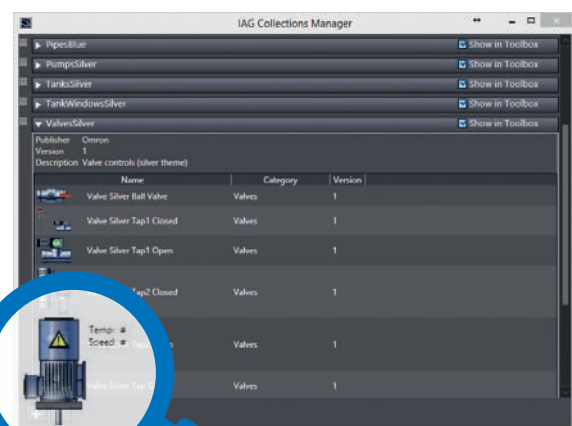 IAG Collections Manager
PipesBlue Show in Toolbox
PumpsSilver Show in Toolbox
TanksSilver Show in Toolbox
TankWindowsSilver Show in Toolbox
ValvesSilver Show in Toolbox
Publisher Omron
Version 1
Description Valve controls (silver theme)
Name Category Version
Valve Silver Ball Valve Valves 1
Valve Silver Tap1 Closed Valves 1
Valve Silver Tap1 Open Valves 1
Tap2 Closed Valves 1
Temp: #
Speed: #
Valves 1
Valve Silver Tap Valves 1